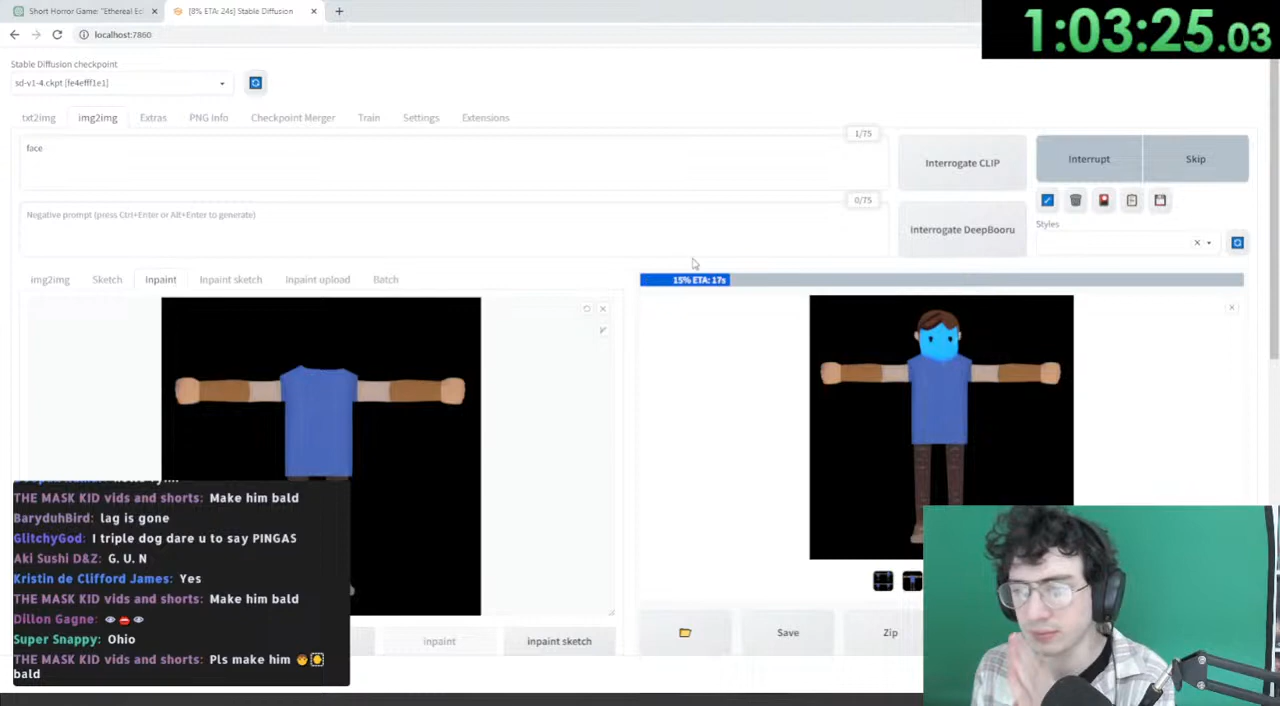 Short Horror Game: "Ethereal Ec
[8% ETA: 24s] Stable Diffusion
1:03:25.03
localhost:7860
Stable Diffusion checkpoint
sd-v1-4.ckpt [fe4efff1e1]
txt2img
img2img
Extras
PNG Info
Checkpoint Merger
Train
Settings
Extensions
1/75
face
Interrogate CLIP
Interrupt
Skip
0/75
Negative prompt (press Ctrl+Enter or Alt+Enter to generate)
Interrogate DeepBooru
Styles
img2img
Sketch
Inpaint
Inpaint sketch
Inpaint upload
Batch
15% ETA: 17s
THE MASK KID vids and shorts: Make him bald
BaryduhBird: lag is gone
GlitchyGod: I triple dog dare u to say PINGAS
Aki Sushi D&Z: G. U. N
Kristin de Clifford James: Yes
THE MASK KID vids and shorts: Make him bald
Dillon Gagne: 👁️👄👁️
Super Snappy: Ohio
THE MASK KID vids and shorts: Pls make him
bald
inpaint
inpaint sketch
Save
Zip